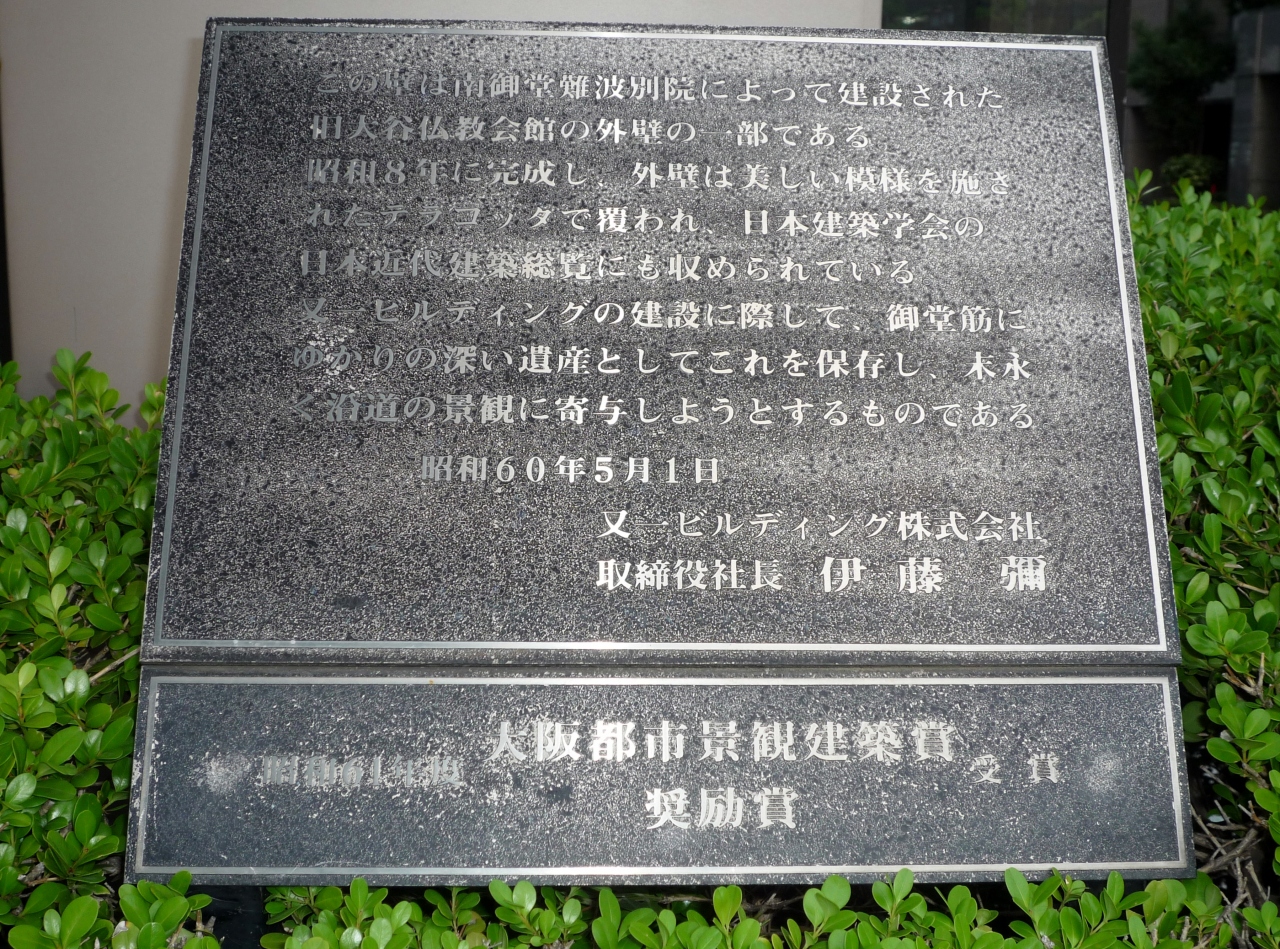 この壁は南御堂難波別院によって建設された
旧大谷仏教会館の外壁の一部である
昭和8年に完成し、外壁は美しい模様を施さ
れたテラコッタで覆われ、日本建築学会の
日本近代建築総覧にも収められている
又一ビルディングの建設に際して、御堂筋に
ゆかりの深い遺産としてこれを保存し、末永
く沿道の景観に寄与しようとするものである
昭和60年5月1日
又一ビルディング株式会社
取締役社長 伊藤 彌
昭和61年度 大阪都市景観建築賞 受賞
奨励賞